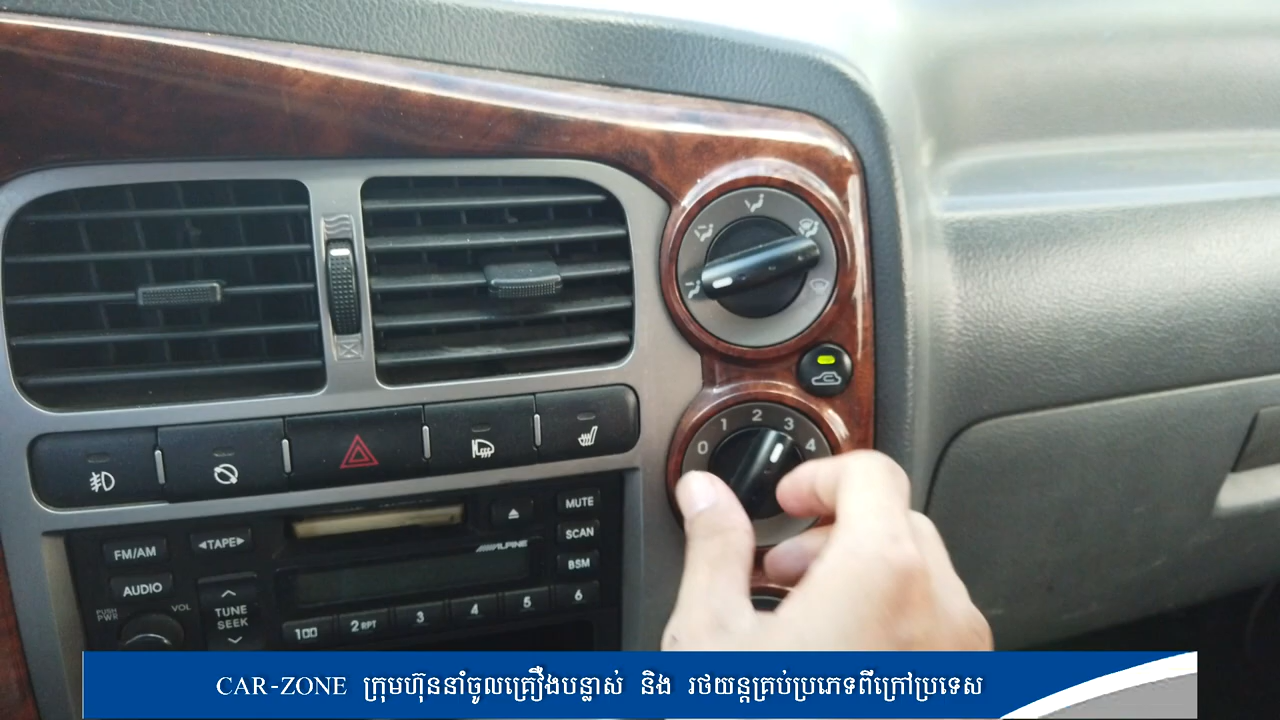 0 1 2 3 4
FM/AM
◄TAPE►
MUTE
SCAN
ALPINE
AUDIO
BSM
PUSH PWR
VOL
TUNE
SEEK
1 DD
2 RPT
3
4
5
6
CAR-ZONE ក្រុមហ៊ុននាំចូលគ្រឿងបន្លាស់ និង រថយន្តគ្រប់ប្រភេទពីក្រៅប្រទេស